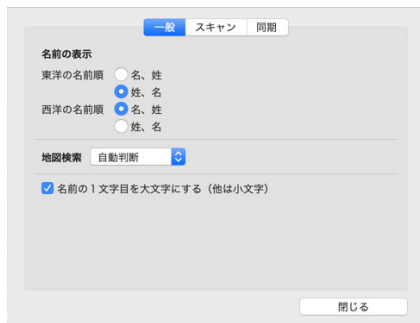 一般 スキャン 同期
名前の表示
東洋の名前順 名、姓
姓、名
西洋の名前順 名、姓
姓、名
地図検索 自動判断
名前の1文字目を大文字にする（他は小文字）
閉じる